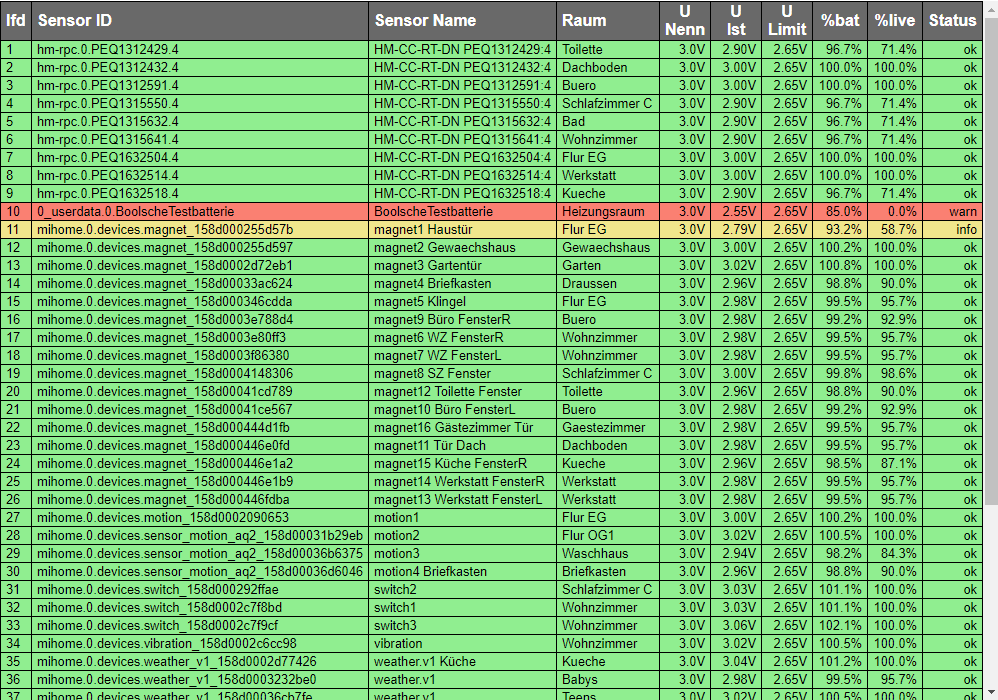 lfd Sensor ID Sensor Name Raum U Nenn U Ist U Limit %bat %live Status
1 hm-rpc.0.PEQ1312429.4 HM-CC-RT-DN PEQ1312429:4 Toilette 3.0V 2.90V 2.65V 96.7% 71.4% ok
2 hm-rpc.0.PEQ1312432.4 HM-CC-RT-DN PEQ1312432:4 Dachboden 3.0V 3.00V 2.65V 100.0% 100.0% ok
3 hm-rpc.0.PEQ1312591.4 HM-CC-RT-DN PEQ1312591:4 Buero 3.0V 3.00V 2.65V 100.0% 100.0% ok
4 hm-rpc.0.PEQ1315550.4 HM-CC-RT-DN PEQ1315550:4 Schlafzimmer C 3.0V 2.90V 2.65V 96.7% 71.4% ok
5 hm-rpc.0.PEQ1315632.4 HM-CC-RT-DN PEQ1315632:4 Bad 3.0V 2.90V 2.65V 96.7% 71.4% ok
6 hm-rpc.0.PEQ1315641.4 HM-CC-RT-DN PEQ1315641:4 Wohnzimmer 3.0V 2.90V 2.65V 96.7% 71.4% ok
7 hm-rpc.0.PEQ1632504.4 HM-CC-RT-DN PEQ1632504:4 Flur EG 3.0V 3.00V 2.65V 100.0% 100.0% ok
8 hm-rpc.0.PEQ1632514.4 HM-CC-RT-DN PEQ1632514:4 Werkstatt 3.0V 3.00V 2.65V 100.0% 100.0% ok
9 hm-rpc.0.PEQ1632518.4 HM-CC-RT-DN PEQ1632518:4 Kueche 3.0V 2.90V 2.65V 96.7% 71.4% ok
10 0_userdata.0.BoolscheTestbatterie BoolscheTestbatterie Heizungsraum 3.0V 2.55V 2.65V 85.0% 0.0% warn
11 mihome.0.devices.magnet_158d000255d57b magnet1 Haustür Flur EG 3.0V 2.79V 2.65V 93.2% 58.7% info
12 mihome.0.devices.magnet_158d000255d597 magnet2 Gewaechshaus Gewaechshaus 3.0V 3.00V 2.65V 100.2% 100.0% ok
13 mihome.0.devices.magnet_158d0002d72eb1 magnet3 Gartentür Garten 3.0V 3.02V 2.65V 100.8% 100.0% ok
14 mihome.0.devices.magnet_158d00033ac624 magnet4 Briefkasten Draussen 3.0V 2.96V 2.65V 98.8% 90.0% ok
15 mihome.0.devices.magnet_158d000346cdda magnet5 Klingel Flur EG 3.0V 2.98V 2.65V 99.5% 95.7% ok
16 mihome.0.devices.magnet_158d0003e788d4 magnet9 Büro FensterR Buero 3.0V 2.98V 2.65V 99.2% 92.9% ok
17 mihome.0.devices.magnet_158d0003e80ff3 magnet6 WZ FensterR Wohnzimmer 3.0V 2.98V 2.65V 99.5% 95.7% ok
18 mihome.0.devices.magnet_158d0003f86380 magnet7 WZ FensterL Wohnzimmer 3.0V 2.98V 2.65V 99.5% 95.7% ok
19 mihome.0.devices.magnet_158d0004148306 magnet8 SZ Fenster Schlafzimmer C 3.0V 3.00V 2.65V 99.8% 98.6% ok
20 mihome.0.devices.magnet_158d00041cd789 magnet12 Toilette Fenster Toilette 3.0V 2.96V 2.65V 98.8% 90.0% ok
21 mihome.0.devices.magnet_158d00041ce567 magnet10 Büro FensterL Buero 3.0V 2.98V 2.65V 99.2% 92.9% ok
22 mihome.0.devices.magnet_158d000444d1fb magnet16 Gästezimmer Tür Gaestezimmer 3.0V 2.98V 2.65V 99.5% 95.7% ok
23 mihome.0.devices.magnet_158d000446e0fd magnet11 Tür Dach Dachboden 3.0V 2.98V 2.65V 99.5% 95.7% ok
24 mihome.0.devices.magnet_158d000446e1a2 magnet15 Küche FensterR Kueche 3.0V 2.96V 2.65V 98.5% 87.1% ok
25 mihome.0.devices.magnet_158d000446e1b9 magnet14 Werkstatt FensterR Werkstatt 3.0V 2.98V 2.65V 99.5% 95.7% ok
26 mihome.0.devices.magnet_158d000446fdba magnet13 Werkstatt FensterL Werkstatt 3.0V 2.98V 2.65V 99.5% 95.7% ok
27 mihome.0.devices.motion_158d0002090653 motion1 Flur EG 3.0V 3.00V 2.65V 100.2% 100.0% ok
28 mihome.0.devices.sensor_motion_aq2_158d00031b29eb motion2 Flur OG1 3.0V 3.02V 2.65V 100.5% 100.0% ok
29 mihome.0.devices.sensor_motion_aq2_158d00036b6375 motion3 Waschhaus 3.0V 2.94V 2.65V 98.2% 84.3% ok
30 mihome.0.devices.sensor_motion_aq2_158d00036d6046 motion4 Briefkasten Briefkasten 3.0V 2.96V 2.65V 98.8% 90.0% ok
31 mihome.0.devices.switch_158d000292ffae switch2 Schlafzimmer C 3.0V 3.03V 2.65V 101.1% 100.0% ok
32 mihome.0.devices.switch_158d0002c7f8bd switch1 Wohnzimmer 3.0V 3.03V 2.65V 101.1% 100.0% ok
33 mihome.0.devices.switch_158d0002c7f9cf switch3 Wohnzimmer 3.0V 3.06V 2.65V 102.1% 100.0% ok
34 mihome.0.devices.vibration_158d0002c6cc98 vibration Wohnzimmer 3.0V 3.02V 2.65V 100.5% 100.0% ok
35 mihome.0.devices.weather_v1_158d0002d77426 weather.v1 Küche Kueche 3.0V 3.04V 2.65V 101.2% 100.0% ok
36 mihome.0.devices.weather_v1_158d0003232be0 weather.v1 Babys 3.0V 2.98V 2.65V 99.5% 95.7% ok
37 mihome.0.devices.weather_v1_158d00036cb7fe weather.v1 Teens 3.0V 3.02V 2.65V 100.5% 100.0% ok